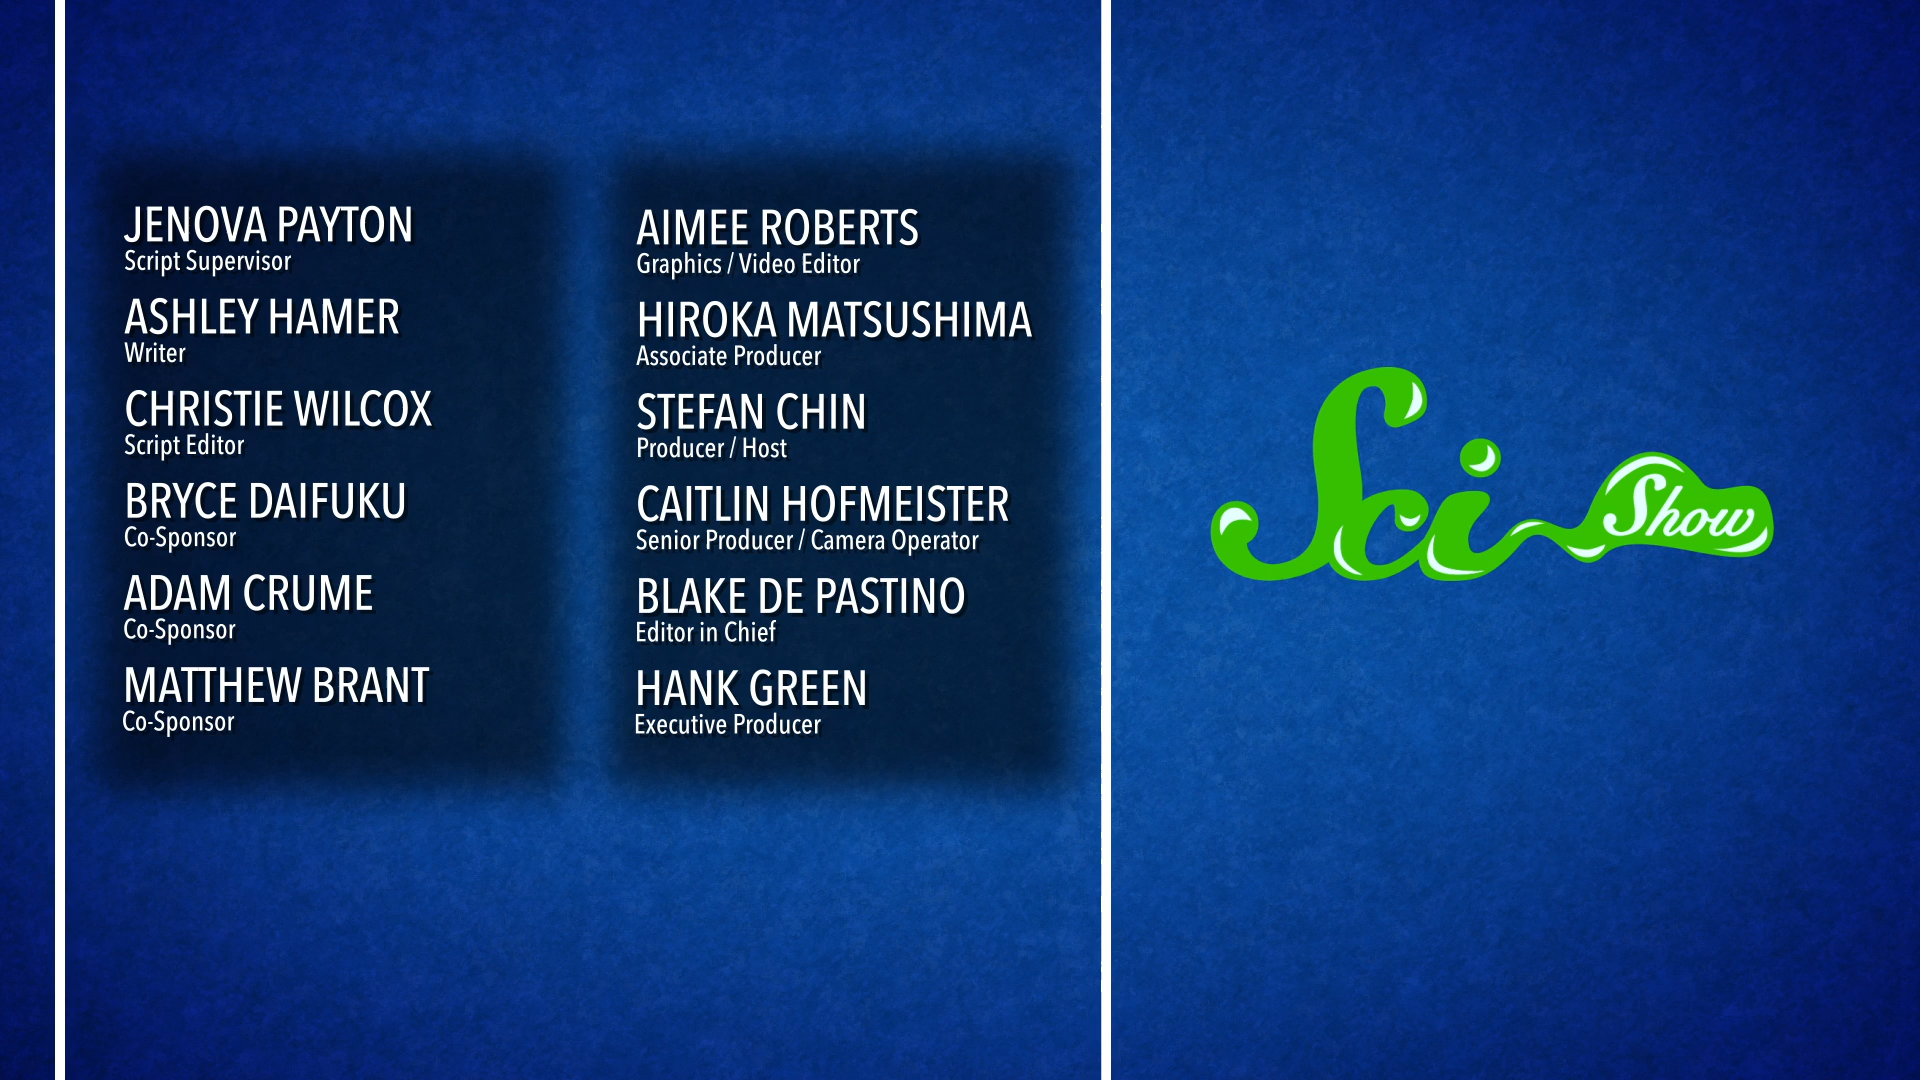 JENOVA PAYTON
Script Supervisor
ASHLEY HAMER
Writer
CHRISTIE WILCOX
Script Editor
BRYCE DAIFUKU
Co-Sponsor
ADAM CRUME
Co-Sponsor
MATTHEW BRANT
Co-Sponsor
AIMEE ROBERTS
Graphics / Video Editor
HIROKA MATSUSHIMA
Associate Producer
STEFAN CHIN
Producer / Host
CAITLIN HOFMEISTER
Senior Producer / Camera Operator
BLAKE DE PASTINO
Editor in Chief
HANK GREEN
Executive Producer
Sci Show